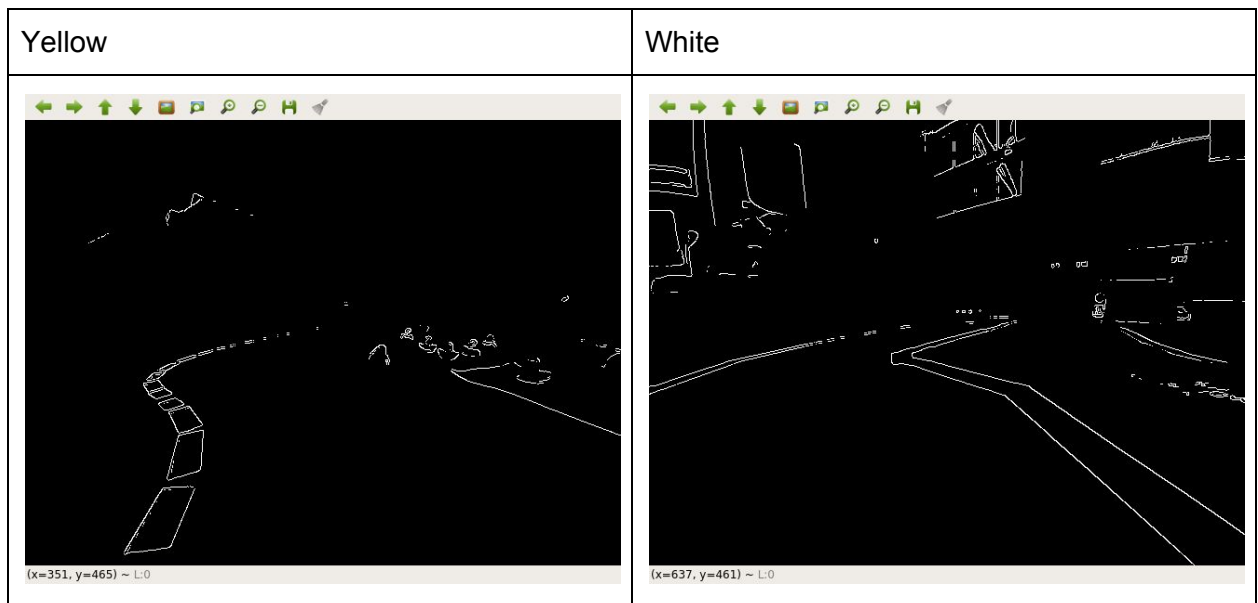 Yellow
White
(x=351, y=465) ~ L:0
(x=637, y=461) ~ L:0